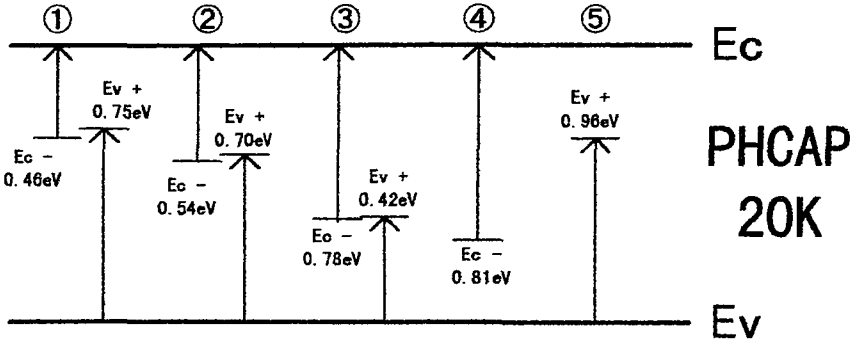 ① ② ③ ④ ⑤
Ec
Ev +
0.75eV
Ec -
0.46eV
Ev +
0.70eV
Ec -
0.54eV
Ev +
0.42eV
Ec -
0.78eV
Ec -
0.81eV
Ev +
0.96eV
PHCAP
20K
Ev